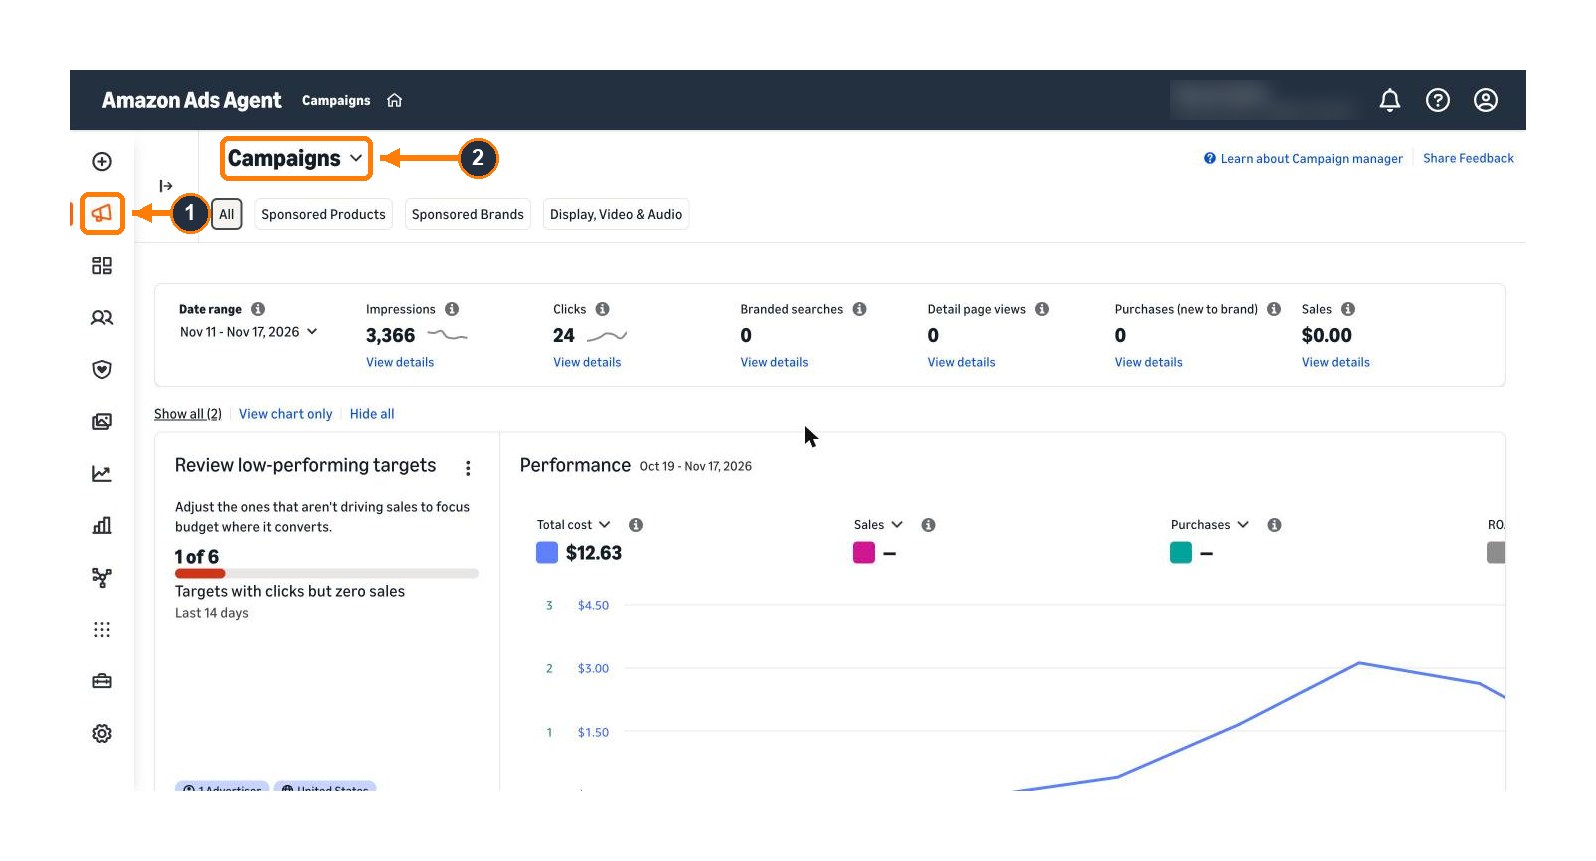 Amazon Ads Agent Campaigns
Campaigns
2
Learn about Campaign manager
Share Feedback
1
All
Sponsored Products
Sponsored Brands
Display, Video & Audio
Date range
Nov 11 - Nov 17, 2026
Impressions
3,366
View details
Clicks
24
View details
Branded searches
0
View details
Detail page views
0
View details
Purchases (new to brand)
0
View details
Sales
$0.00
View details
Show all (2)
View chart only
Hide all
Review low-performing targets
Adjust the ones that aren't driving sales to focus
budget where it converts.
1 of 6
Targets with clicks but zero sales
Last 14 days
1 Advertiser
United States
Performance Oct 19 - Nov 17, 2026
Total cost
$12.63
Sales
–
Purchases
–
RO
3 $4.50
2 $3.00
1 $1.50